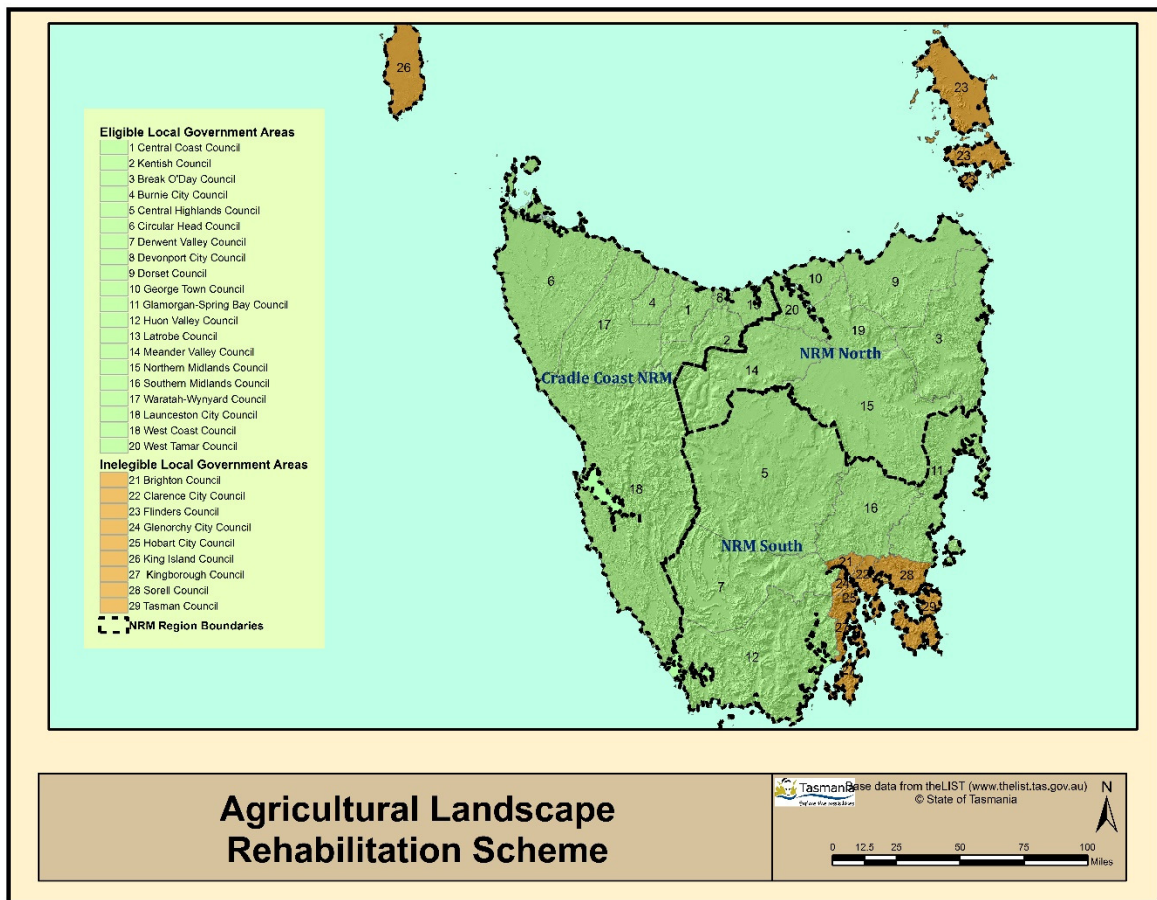 Eligible Local Government Areas
1 Central Coast Council
2 Kentish Council
3 Break O'Day Council
4 Burnie City Council
5 Central Highlands Council
6 Circular Head Council
7 Derwent Valley Council
8 Devonport City Council
9 Dorset Council
10 George Town Council
11 Glamorgan-Spring Bay Council
12 Huon Valley Council
13 Latrobe Council
14 Meander Valley Council
15 Northern Midlands Council
16 Southern Midlands Council
17 Waratah-Wynyard Council
18 Launceston City Council
18 West Coast Council
20 West Tamar Council
Inelegible Local Government Areas
21 Brighton Council
22 Clarence City Council
23 Flinders Council
24 Glenorchy City Council
25 Hobart City Council
26 King Island Council
27 Kingborough Council
28 Sorell Council
29 Tasman Council
NRM Region Boundaries
26
23
23
23
6
17
4
1
8
2
10
20
9
19
3
NRM North
14
Cradle Coast NRM
15
5
11
18
16
NRM South
21
22
28
24
25
29
7
27
12
Agricultural Landscape
Rehabilitation Scheme
Tasmania
Explore the possibilities
Base data from theLIST (www.thelist.tas.gov.au)
© State of Tasmania
N
0 12.5 25 50 75 100
Miles